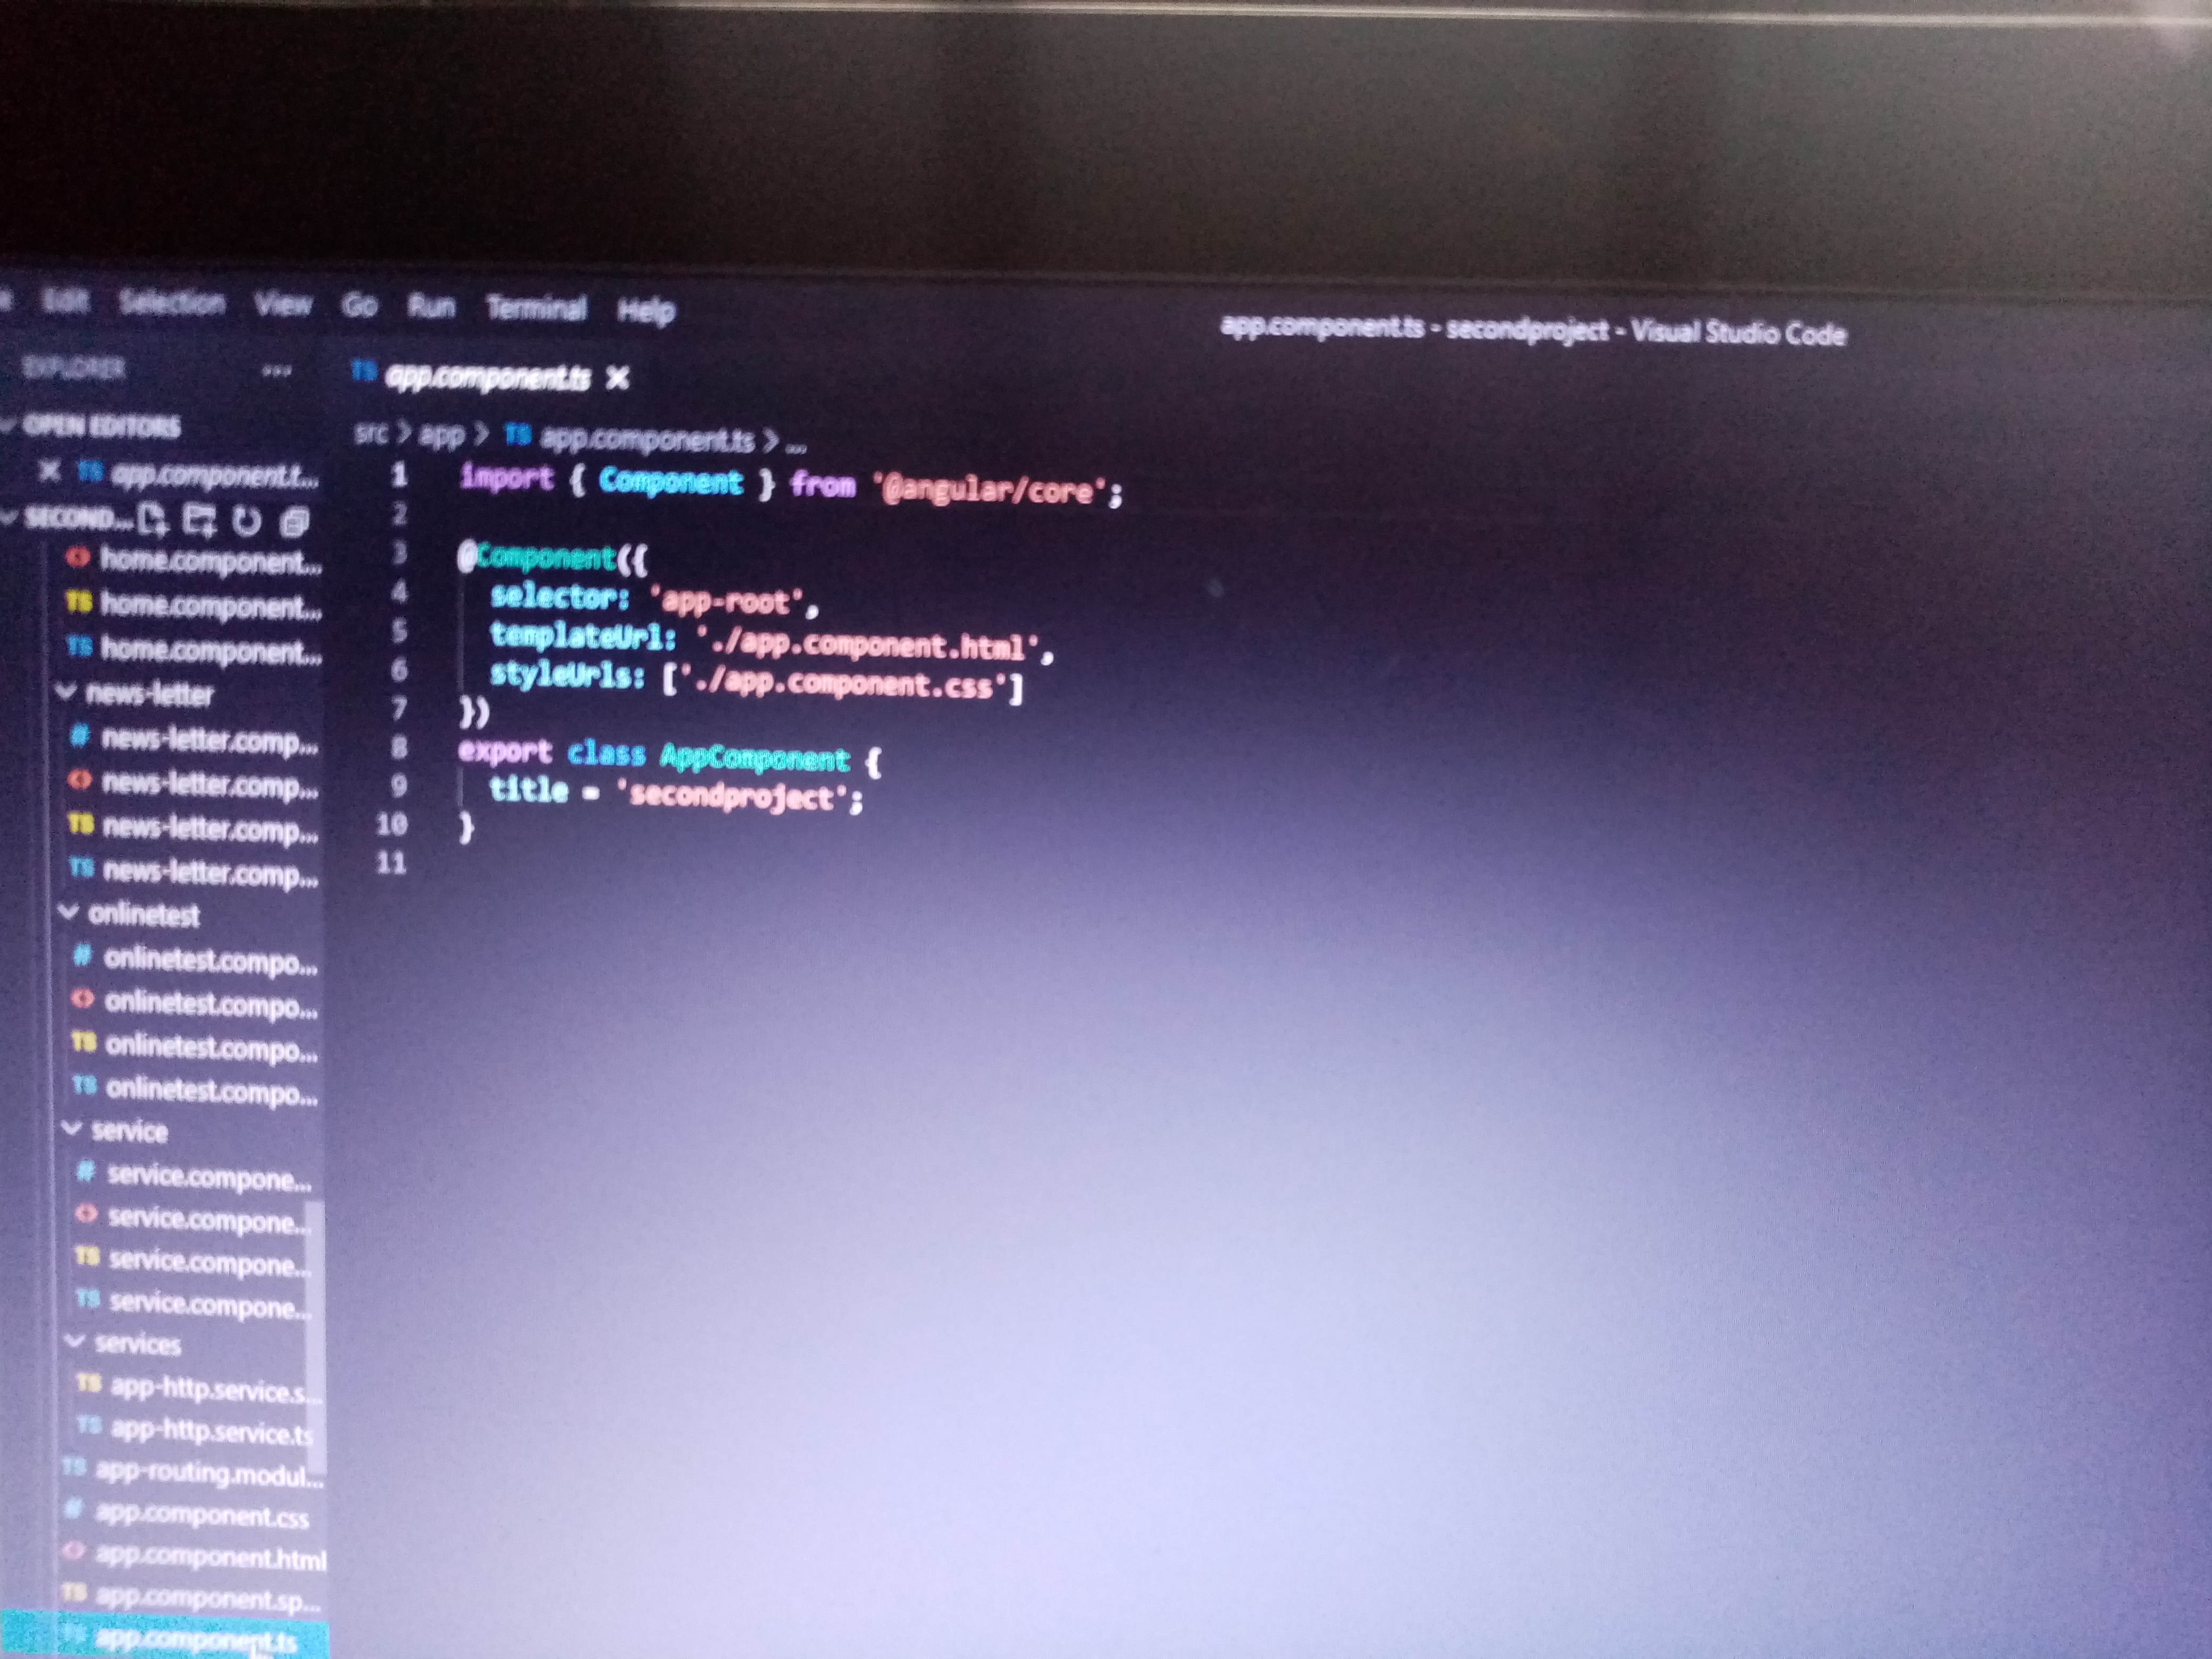 Edit Selection View Go Run Terminal Help
app.component.ts - secondproject - Visual Studio Code
EXPLORER ...
TS app.component.ts
OPEN EDITORS
TS app.component.t...
SECOND...
home.component...
TS home.component...
TS home.component...
news-letter
# news-letter.comp...
news-letter.comp...
TS news-letter.comp...
TS news-letter.comp...
onlinetest
# onlinetest.compo...
onlinetest.compo...
TS onlinetest.compo...
TS onlinetest.compo...
service
# service.compone...
service.compone...
TS service.compone...
TS service.compone...
services
TS app-http.service.s...
TS app-http.service.ts
TS app-routing.modul...
# app.component.css
app.component.html
TS app.component.sp...
TS app.component.ts
src > app > TS app.component.ts > ...
1 import { Component } from '@angular/core';
2
3 @Component({
4 selector: 'app-root',
5 templateUrl: './app.component.html',
6 styleUrls: ['./app.component.css']
7 })
8 export class AppComponent {
9 title = 'secondproject';
10 }
11